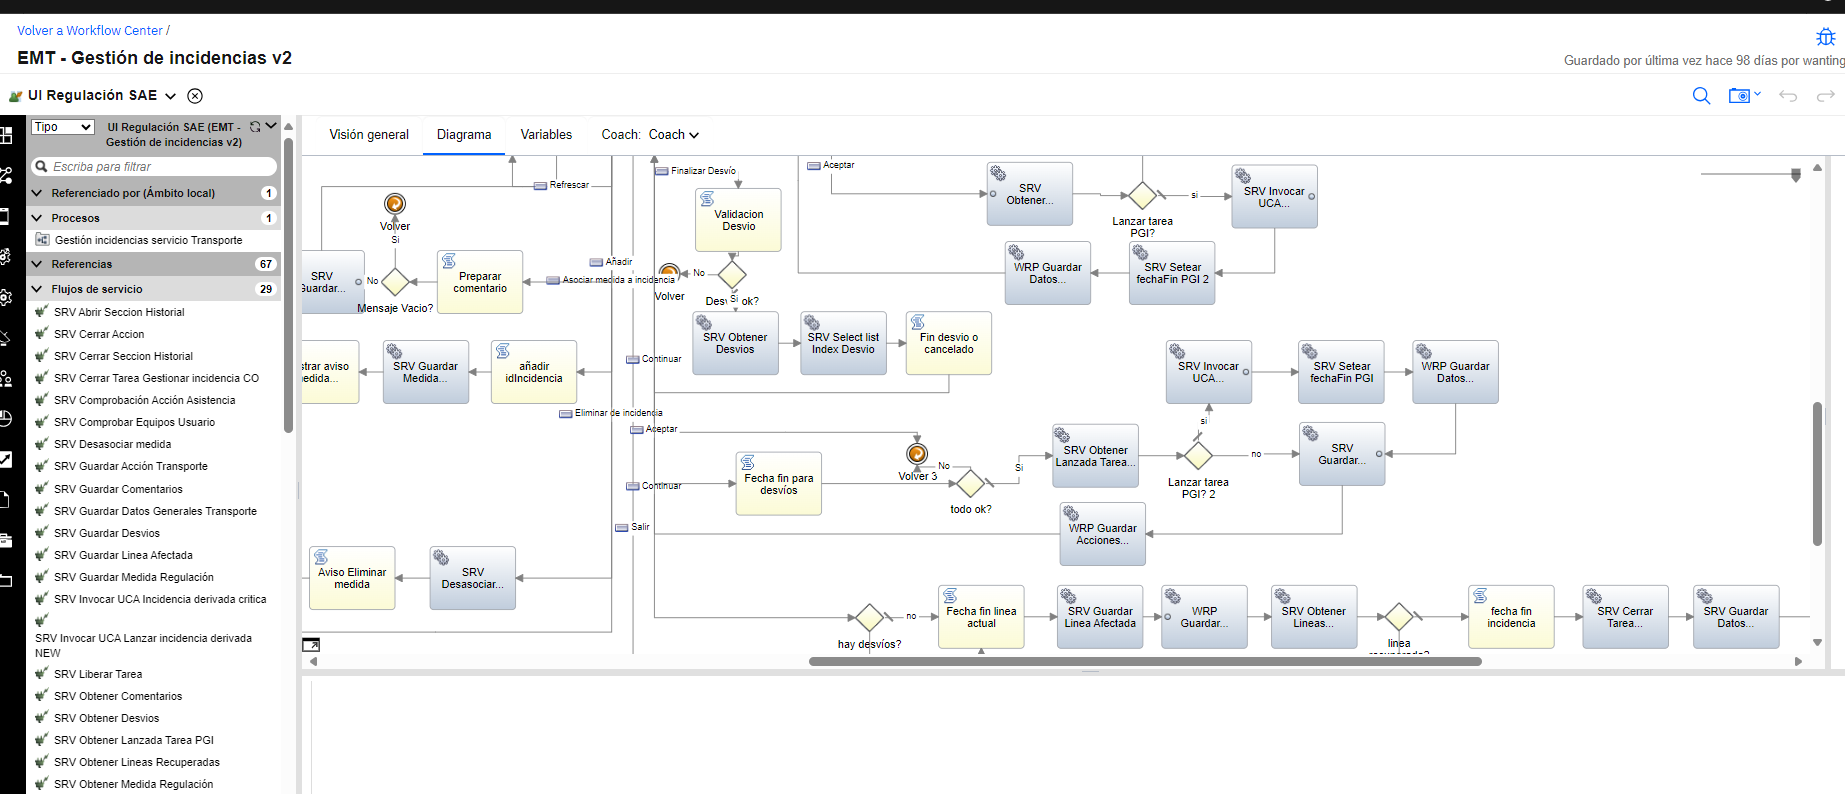 Volver a Workflow Center /
EMT - Gestión de incidencias v2
Guardado por última vez hace 98 días por wanting
UI Regulación SAE
Tipo
UI Regulación SAE (EMT -
Gestión de incidencias v2)
Escriba para filtrar
Referenciado por (Ámbito local) 1
Procesos 1
Gestión incidencias servicio Transporte
Referencias 67
Flujos de servicio 29
SRV Abrir Seccion Historial
SRV Cerrar Accion
SRV Cerrar Seccion Historial
SRV Cerrar Tarea Gestionar incidencia CO
SRV Comprobación Acción Asistencia
SRV Comprobar Equipos Usuario
SRV Desasociar medida
SRV Guardar Acción Transporte
SRV Guardar Comentarios
SRV Guardar Datos Generales Transporte
SRV Guardar Desvios
SRV Guardar Linea Afectada
SRV Guardar Medida Regulación
SRV Invocar UCA Incidencia derivada critica
SRV Invocar UCA Lanzar incidencia derivada
NEW
SRV Liberar Tarea
SRV Obtener Comentarios
SRV Obtener Desvios
SRV Obtener Lanzada Tarea PGI
SRV Obtener Lineas Recuperadas
SRV Obtener Medida Regulación
Visión general
Diagrama
Variables
Coach: Coach
Refrescar
Volver
Si
SRV
Guardar...
No
Mensaje Vacio?
Preparar
comentario
Añadir
Asociar medida a incidencia
strar aviso
edida...
SRV Guardar
Medida...
añadir
idIncidencia
Eliminar de incidencia
Aviso Eliminar
medida
SRV
Desasociar...
Finalizar Desvío
Validacion
Desvio
No
Volver
Si
SRV Obtener
Desvios
SRV Select list
Index Desvio
Fin desvio o
cancelado
Continuar
Aceptar
SRV
Obtener...
Lanzar tarea
PGI?
si
SRV Invocar
UCA...
WRP Guardar
Datos...
SRV Setear
fechaFin PGI 2
Aceptar
Continuar
Salir
Fecha fin para
desvíos
Volver 3
No
todo ok?
Si
SRV Obtener
Lanzada Tarea...
Lanzar tarea
PGI? 2
si
no
SRV Invocar
UCA...
SRV Setear
fechaFin PGI
WRP Guardar
Datos...
SRV
Guardar...
WRP Guardar
Acciones...
hay desvíos?
no
Fecha fin linea
actual
SRV Guardar
Linea Afectada
WRP
Guardar...
SRV Obtener
Lineas...
linea
fecha fin
incidencia
SRV Cerrar
Tarea...
SRV Guardar
Datos...